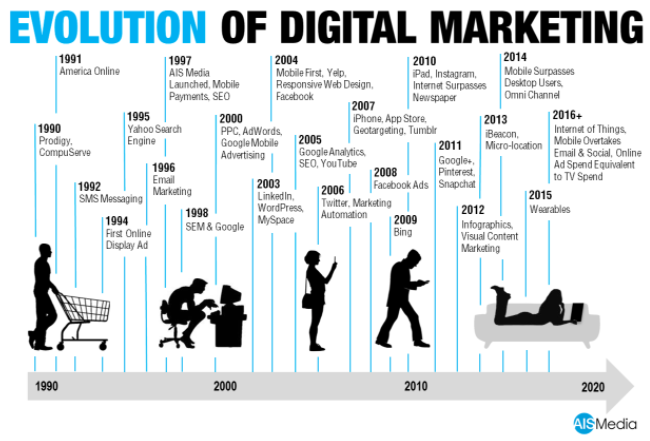 EVOLUTION OF DIGITAL MARKETING
1990
Prodigy,
CompuServe
1991
America Online
1992
SMS Messaging
1994
First Online
Display Ad
1995
Yahoo Search
Engine
1996
Email
Marketing
1997
AIS Media
Launched, Mobile
Payments, SEO
1998
SEM & Google
2000
PPC, AdWords,
Google Mobile
Advertising
2003
LinkedIn,
WordPress,
MySpace
2004
Mobile First, Yelp,
Responsive Web Design,
Facebook
2005
Google Analytics,
SEO, YouTube
2006
Twitter, Marketing
Automation
2007
iPhone, App Store,
Geotargeting, Tumblr
2008
Facebook Ads
2009
Bing
2010
iPad, Instagram,
Internet Surpasses
Newspaper
2011
Google+,
Pinterest,
Snapchat
2012
Infographics,
Visual Content
Marketing
2013
iBeacon,
Micro-location
2014
Mobile Surpasses
Desktop Users,
Omni Channel
2015
Wearables
2016+
Internet of Things,
Mobile Overtakes
Email & Social, Online
Ad Spend Equivalent
to TV Spend
1990
2000
2010
2020
AISMedia